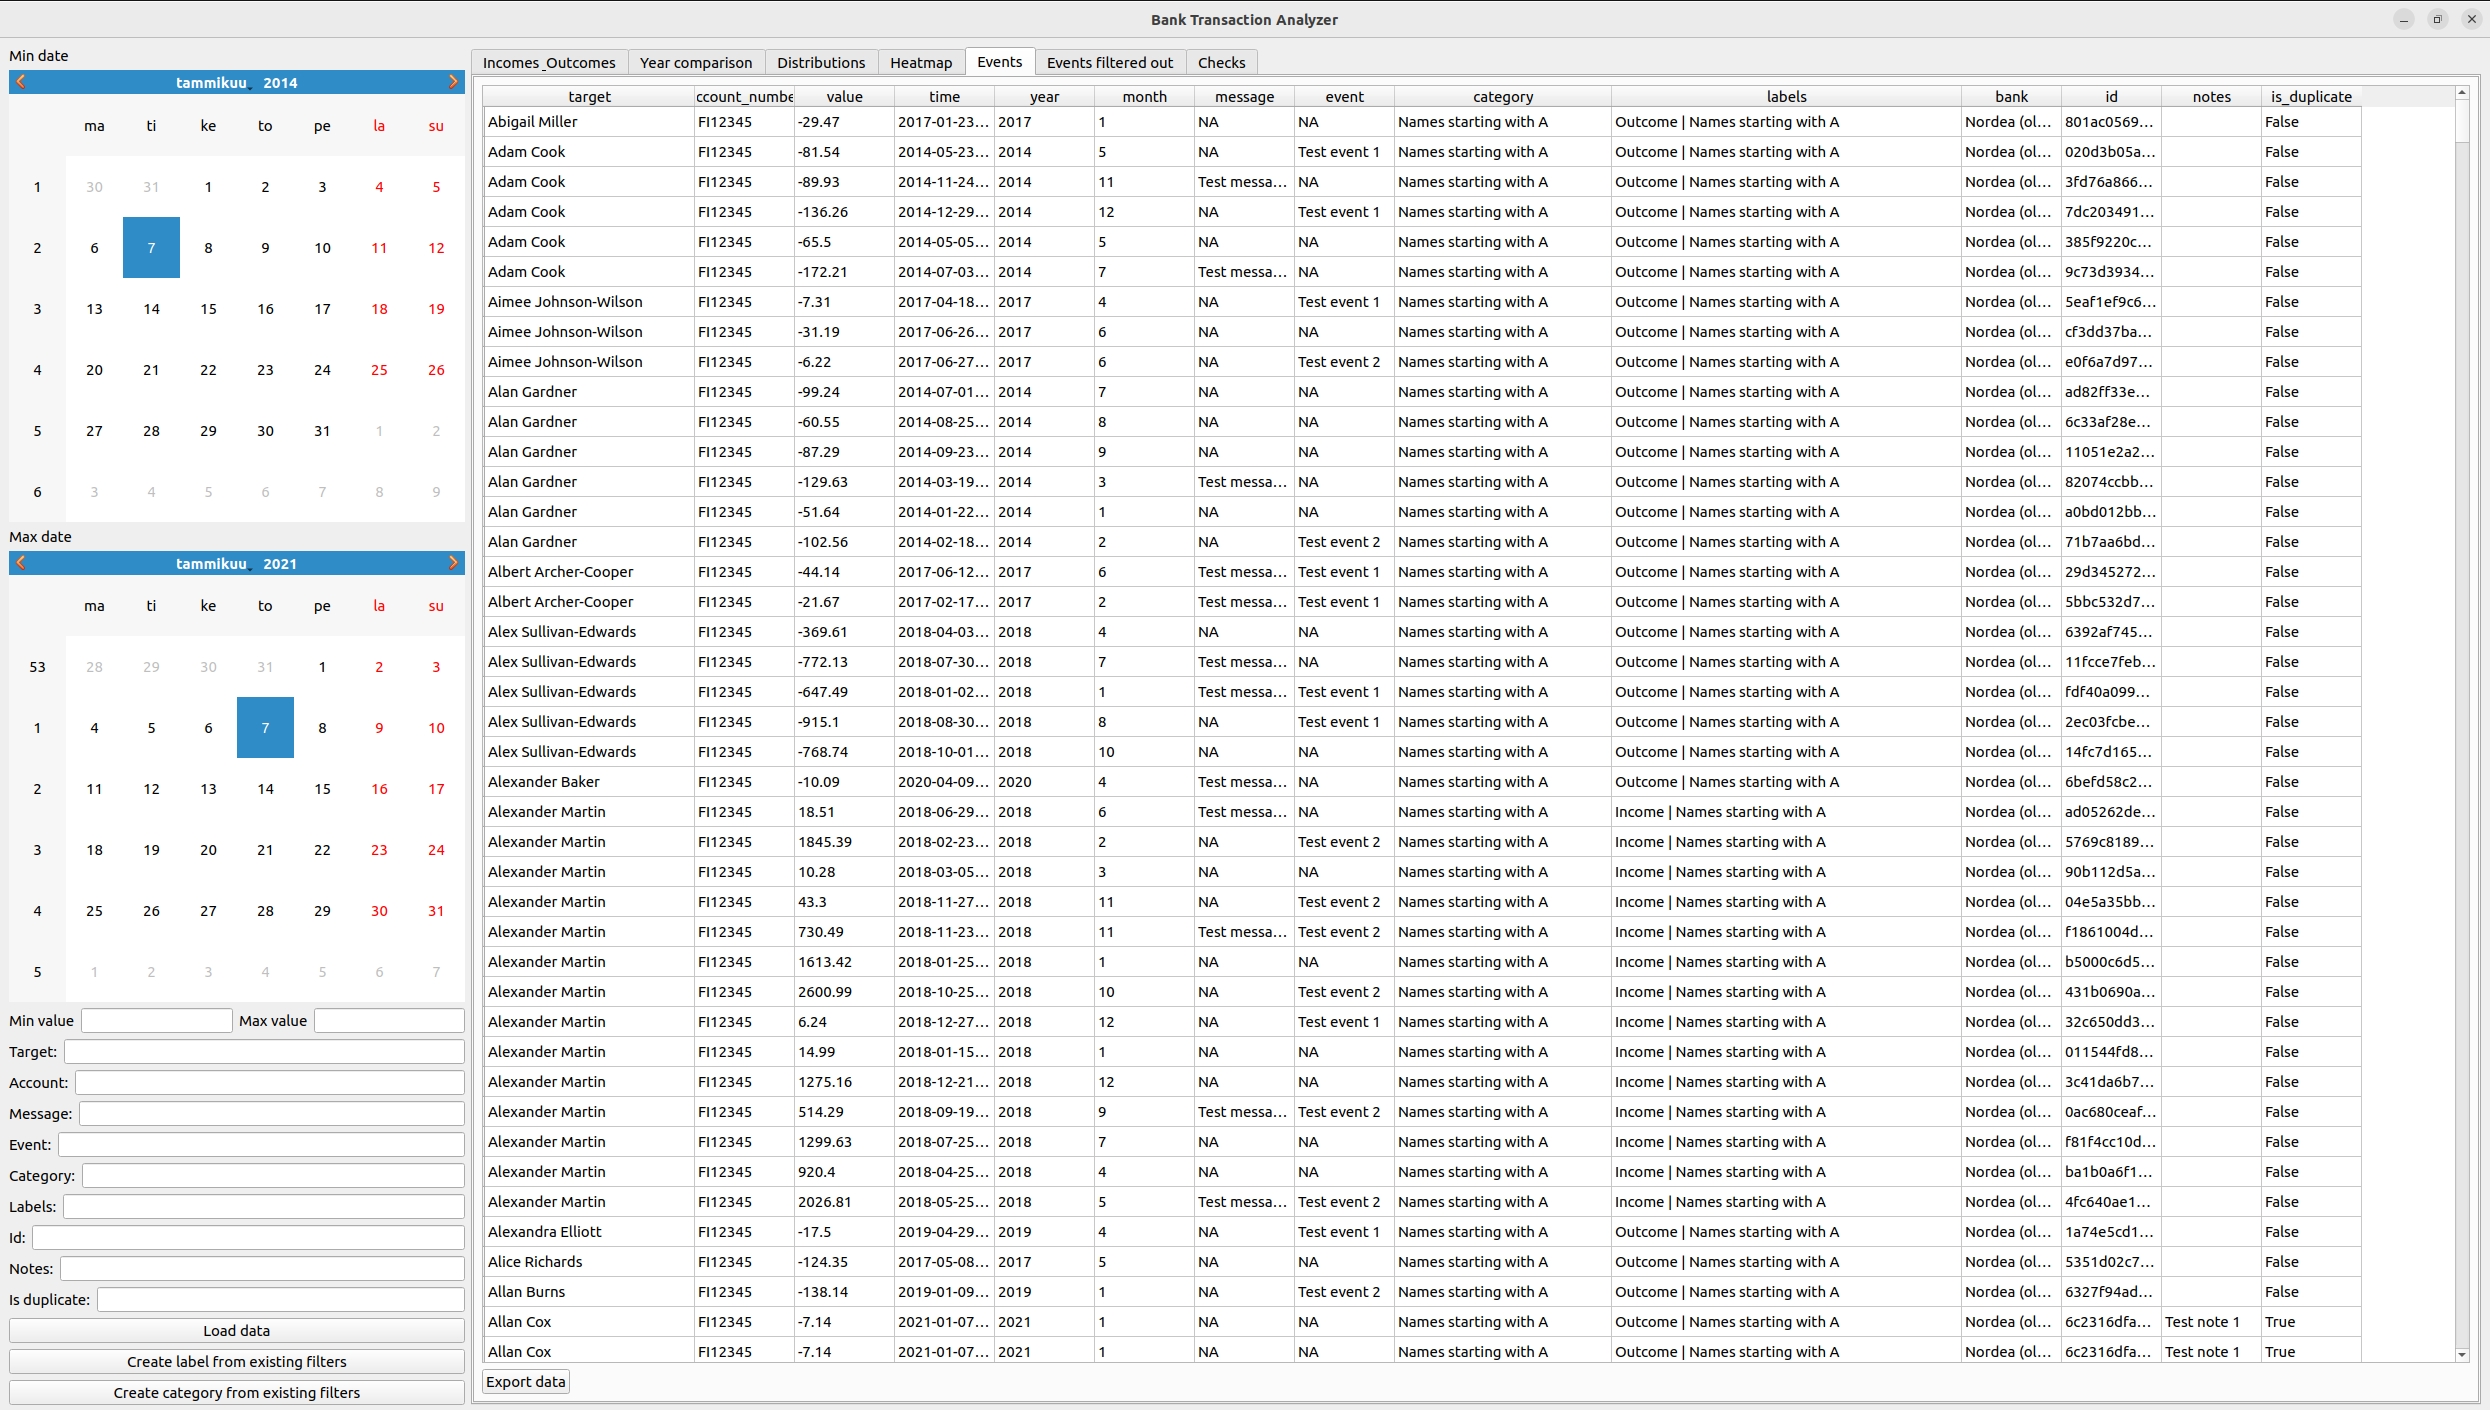 Bank Transaction Analyzer
Min date
tammikuu 2014
ma ti ke to pe la su
1 30 31 1 2 3 4 5
2 6 7 8 9 10 11 12
3 13 14 15 16 17 18 19
4 20 21 22 23 24 25 26
5 27 28 29 30 31 1 2
6 3 4 5 6 7 8 9
Max date
tammikuu 2021
ma ti ke to pe la su
53 28 29 30 31 1 2 3
1 4 5 6 7 8 9 10
2 11 12 13 14 15 16 17
3 18 19 20 21 22 23 24
4 25 26 27 28 29 30 31
5 1 2 3 4 5 6 7
Min value Max value
Target:
Account:
Message:
Event:
Category:
Labels:
Id:
Notes:
Is duplicate:
Load data
Create label from existing filters
Create category from existing filters
Incomes_Outcomes Year comparison Distributions Heatmap Events Events filtered out Checks
target ccount_numbe value time year month message event category labels bank id notes is_duplicate
Abigail Miller FI12345 -29.47 2017-01-23... 2017 1 NA NA Names starting with A Outcome | Names starting with A Nordea (ol... 801ac0569... False
Adam Cook FI12345 -81.54 2014-05-23... 2014 5 NA Test event 1 Names starting with A Outcome | Names starting with A Nordea (ol... 020d3b05a... False
Adam Cook FI12345 -89.93 2014-11-24... 2014 11 Test messa... NA Names starting with A Outcome | Names starting with A Nordea (ol... 3fd76a866... False
Adam Cook FI12345 -136.26 2014-12-29... 2014 12 NA Test event 1 Names starting with A Outcome | Names starting with A Nordea (ol... 7dc203491... False
Adam Cook FI12345 -65.5 2014-05-05... 2014 5 NA NA Names starting with A Outcome | Names starting with A Nordea (ol... 385f9220c... False
Adam Cook FI12345 -172.21 2014-07-03... 2014 7 Test messa... NA Names starting with A Outcome | Names starting with A Nordea (ol... 9c73d3934... False
Aimee Johnson-Wilson FI12345 -7.31 2017-04-18... 2017 4 NA Test event 1 Names starting with A Outcome | Names starting with A Nordea (ol... 5eaf1ef9c6... False
Aimee Johnson-Wilson FI12345 -31.19 2017-06-26... 2017 6 NA NA Names starting with A Outcome | Names starting with A Nordea (ol... cf3dd37ba... False
Aimee Johnson-Wilson FI12345 -6.22 2017-06-27... 2017 6 NA Test event 2 Names starting with A Outcome | Names starting with A Nordea (ol... e0f6a7d97... False
Alan Gardner FI12345 -99.24 2014-07-01... 2014 7 NA NA Names starting with A Outcome | Names starting with A Nordea (ol... ad82ff33e... False
Alan Gardner FI12345 -60.55 2014-08-25... 2014 8 NA NA Names starting with A Outcome | Names starting with A Nordea (ol... 6c33af28e... False
Alan Gardner FI12345 -87.29 2014-09-23... 2014 9 NA NA Names starting with A Outcome | Names starting with A Nordea (ol... 11051e2a2... False
Alan Gardner FI12345 -129.63 2014-03-19... 2014 3 Test messa... NA Names starting with A Outcome | Names starting with A Nordea (ol... 82074ccbb... False
Alan Gardner FI12345 -51.64 2014-01-22... 2014 1 NA NA Names starting with A Outcome | Names starting with A Nordea (ol... a0bd012bb... False
Alan Gardner FI12345 -102.56 2014-02-18... 2014 2 NA Test event 2 Names starting with A Outcome | Names starting with A Nordea (ol... 71b7aa6bd... False
Albert Archer-Cooper FI12345 -44.14 2017-06-12... 2017 6 Test messa... Test event 1 Names starting with A Outcome | Names starting with A Nordea (ol... 29d345272... False
Albert Archer-Cooper FI12345 -21.67 2017-02-17... 2017 2 Test messa... Test event 1 Names starting with A Outcome | Names starting with A Nordea (ol... 5bbc532d7... False
Alex Sullivan-Edwards FI12345 -369.61 2018-04-03... 2018 4 NA NA Names starting with A Outcome | Names starting with A Nordea (ol... 6392af745... False
Alex Sullivan-Edwards FI12345 -772.13 2018-07-30... 2018 7 Test messa... NA Names starting with A Outcome | Names starting with A Nordea (ol... 11fcce7feb... False
Alex Sullivan-Edwards FI12345 -647.49 2018-01-02... 2018 1 Test messa... Test event 1 Names starting with A Outcome | Names starting with A Nordea (ol... fdf40a099... False
Alex Sullivan-Edwards FI12345 -915.1 2018-08-30... 2018 8 NA Test event 1 Names starting with A Outcome | Names starting with A Nordea (ol... 2ec03fcbe... False
Alex Sullivan-Edwards FI12345 -768.74 2018-10-01... 2018 10 NA NA Names starting with A Outcome | Names starting with A Nordea (ol... 14fc7d165... False
Alexander Baker FI12345 -10.09 2020-04-09... 2020 4 Test messa... NA Names starting with A Outcome | Names starting with A Nordea (ol... 6befd58c2... False
Alexander Martin FI12345 18.51 2018-06-29... 2018 6 Test messa... NA Names starting with A Income | Names starting with A Nordea (ol... ad05262de... False
Alexander Martin FI12345 1845.39 2018-02-23... 2018 2 NA Test event 2 Names starting with A Income | Names starting with A Nordea (ol... 5769c8189... False
Alexander Martin FI12345 10.28 2018-03-05... 2018 3 NA NA Names starting with A Income | Names starting with A Nordea (ol... 90b112d5a... False
Alexander Martin FI12345 43.3 2018-11-27... 2018 11 NA Test event 2 Names starting with A Income | Names starting with A Nordea (ol... 04e5a35bb... False
Alexander Martin FI12345 730.49 2018-11-23... 2018 11 Test messa... Test event 2 Names starting with A Income | Names starting with A Nordea (ol... f1861004d... False
Alexander Martin FI12345 1613.42 2018-01-25... 2018 1 NA NA Names starting with A Income | Names starting with A Nordea (ol... b5000c6d5... False
Alexander Martin FI12345 2600.99 2018-10-25... 2018 10 NA Test event 2 Names starting with A Income | Names starting with A Nordea (ol... 431b0690a... False
Alexander Martin FI12345 6.24 2018-12-27... 2018 12 NA Test event 1 Names starting with A Income | Names starting with A Nordea (ol... 32c650dd3... False
Alexander Martin FI12345 14.99 2018-01-15... 2018 1 NA NA Names starting with A Income | Names starting with A Nordea (ol... 011544fd8... False
Alexander Martin FI12345 1275.16 2018-12-21... 2018 12 NA NA Names starting with A Income | Names starting with A Nordea (ol... 3c41da6b7... False
Alexander Martin FI12345 514.29 2018-09-19... 2018 9 Test messa... Test event 2 Names starting with A Income | Names starting with A Nordea (ol... 0ac680ceaf... False
Alexander Martin FI12345 1299.63 2018-07-25... 2018 7 NA NA Names starting with A Income | Names starting with A Nordea (ol... f81f4cc10d... False
Alexander Martin FI12345 920.4 2018-04-25... 2018 4 NA NA Names starting with A Income | Names starting with A Nordea (ol... ba1b0a6f1... False
Alexander Martin FI12345 2026.81 2018-05-25... 2018 5 Test messa... Test event 2 Names starting with A Income | Names starting with A Nordea (ol... 4fc640ae1... False
Alexandra Elliott FI12345 -17.5 2019-04-29... 2019 4 NA Test event 1 Names starting with A Outcome | Names starting with A Nordea (ol... 1a74e5cd1... False
Alice Richards FI12345 -124.35 2017-05-08... 2017 5 NA NA Names starting with A Outcome | Names starting with A Nordea (ol... 5351d02c7... False
Allan Burns FI12345 -138.14 2019-01-09... 2019 1 NA Test event 2 Names starting with A Outcome | Names starting with A Nordea (ol... 6327f94ad... False
Allan Cox FI12345 -7.14 2021-01-07... 2021 1 NA NA Names starting with A Outcome | Names starting with A Nordea (ol... 6c2316dfa... Test note 1 True
Allan Cox FI12345 -7.14 2021-01-07... 2021 1 NA NA Names starting with A Outcome | Names starting with A Nordea (ol... 6c2316dfa... Test note 1 True
Export data